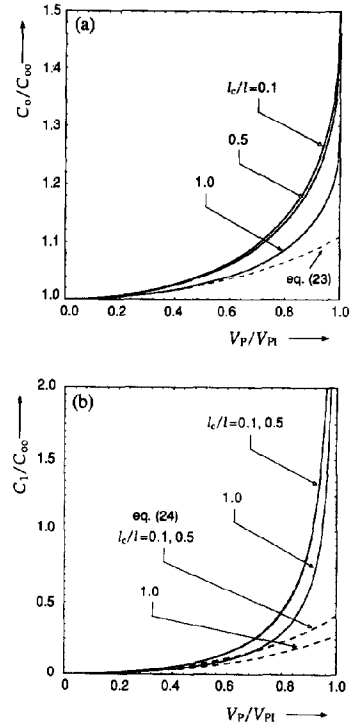 (a)
1.5
1.4
1.3
1.2
1.1
1.0
C₀/C₀₀
l_c/l=0.1
0.5
1.0
eq. (23)
0.0 0.2 0.4 0.6 0.8 1.0
V_P/V_PI
(b)
2.0
1.5
1.0
0.5
0
C₁/C₀₀
l_c/l=0.1, 0.5
1.0
eq. (24)
l_c/l=0.1, 0.5
1.0
0 0.2 0.4 0.6 0.8 1.0
V_P/V_PI